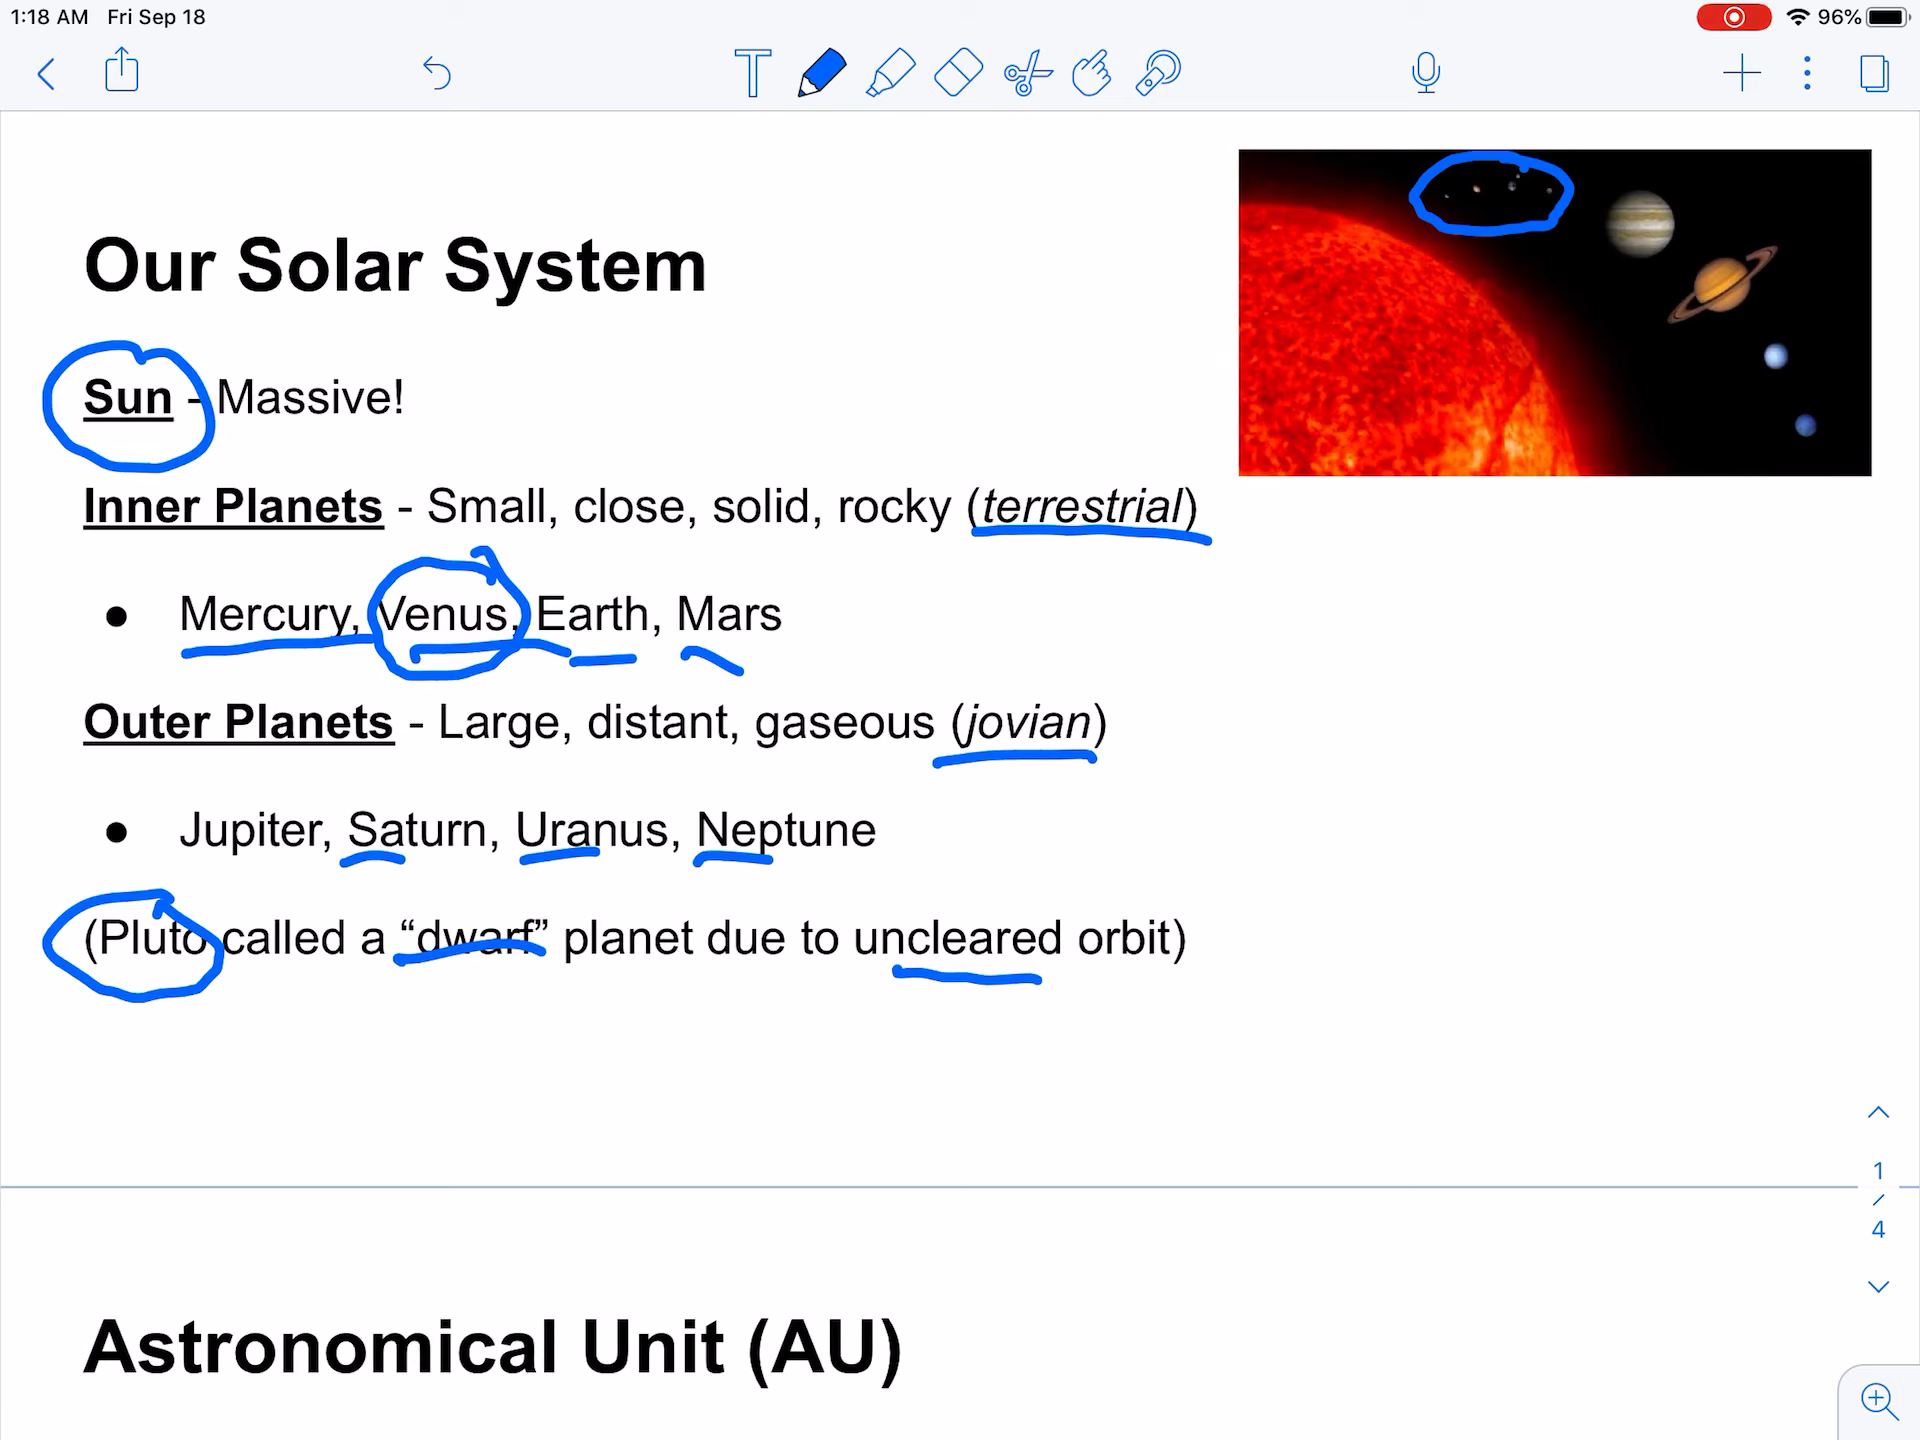 1:18 AM Fri Sep 18 96%
T
Our Solar System
Sun - Massive!
Inner Planets - Small, close, solid, rocky (terrestrial)
● Mercury, Venus, Earth, Mars
Outer Planets - Large, distant, gaseous (jovian)
● Jupiter, Saturn, Uranus, Neptune
(Pluto called a “dwarf” planet due to uncleared orbit)
1
/
4
Astronomical Unit (AU)